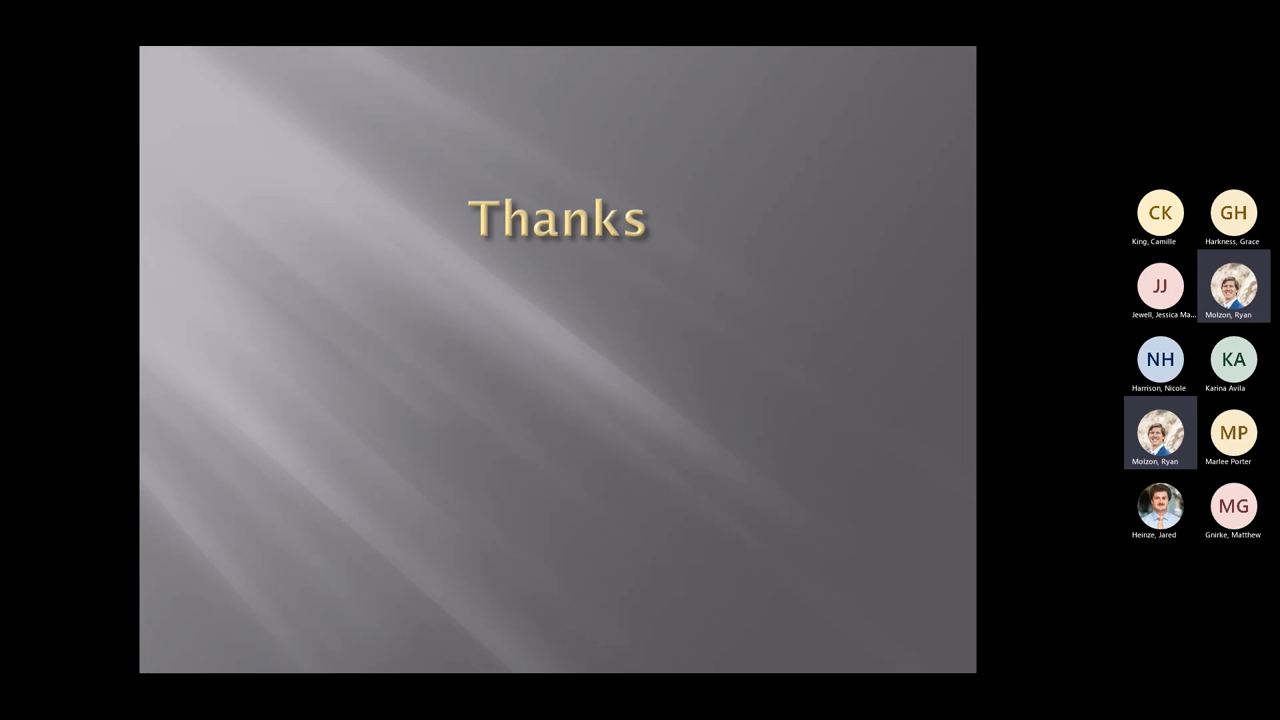 Thanks
CK
GH
King, Camille
Harkness, Grace
JJ
Jewell, Jessica Ma...
Molzon, Ryan
NH
KA
Harrison, Nicole
Karina Avila
MP
Molzon, Ryan
Marlee Porter
MG
Heinze, Jared
Gnirke, Matthew